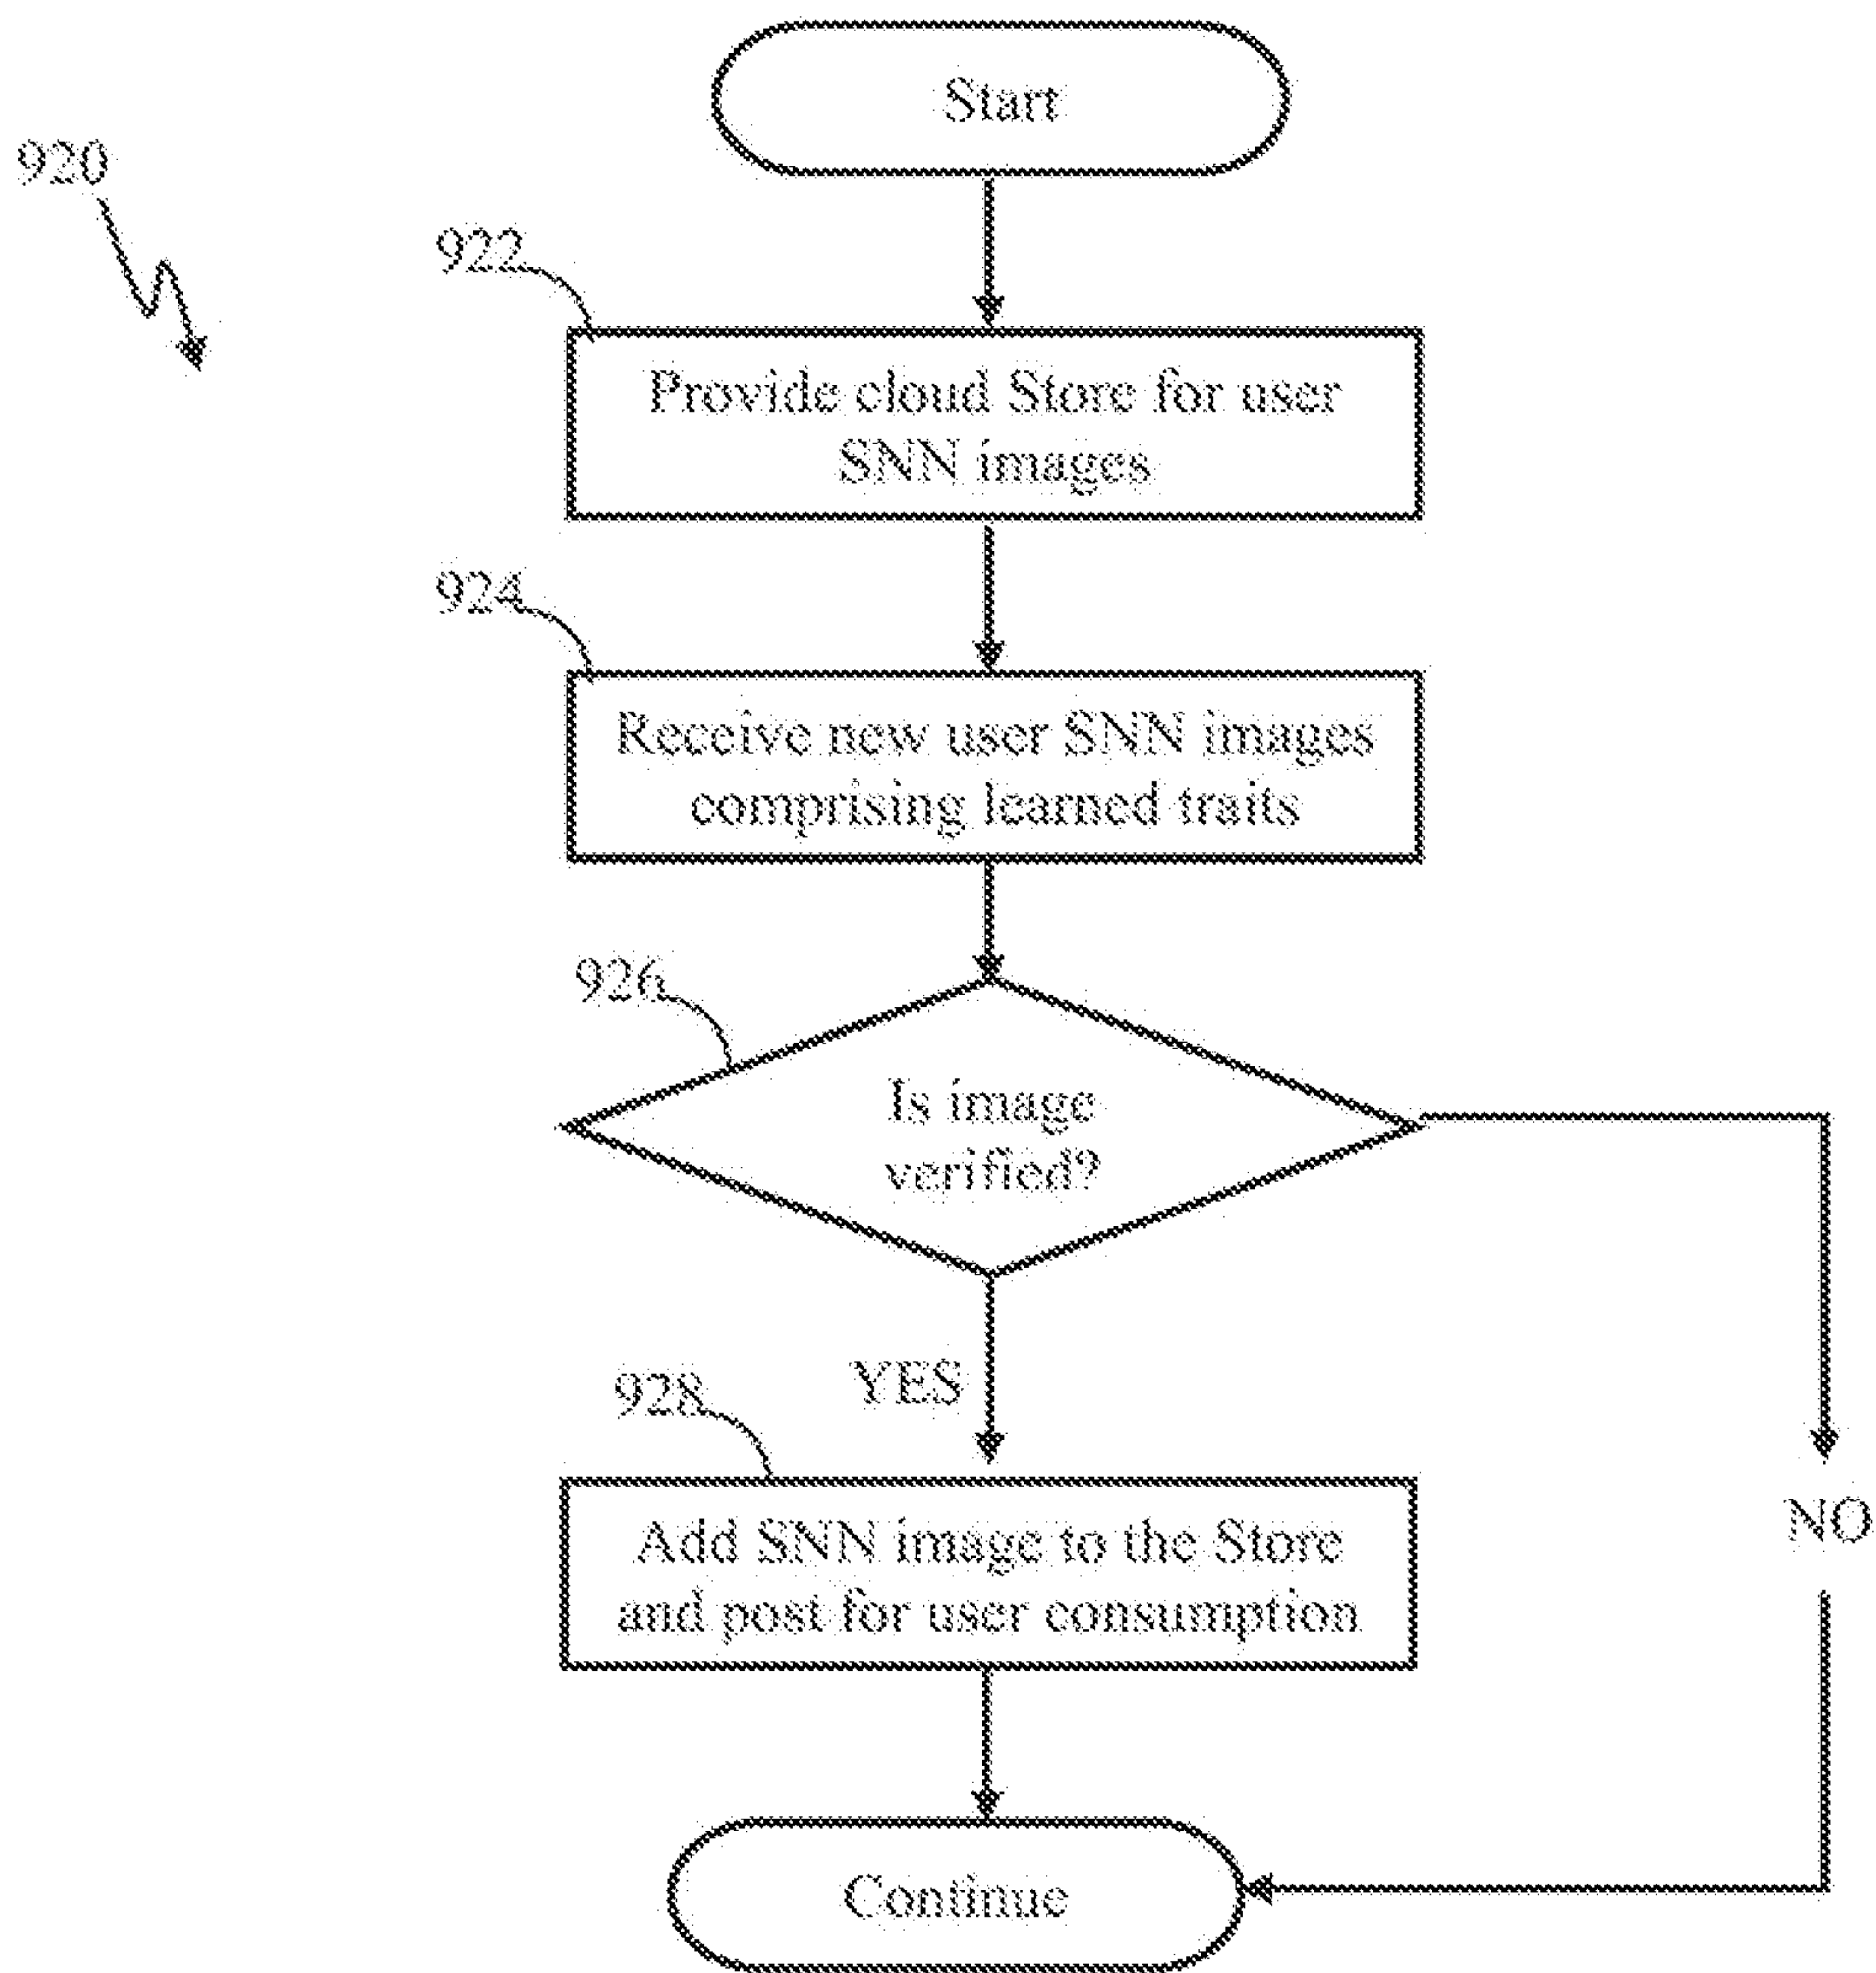 Start
920
922
Provide cloud Store for user
SNN images
924
Receive new user SNN images
comprising learned traits
926
Is image
verified?
YES
928
NO
Add SNN image to the Store
and post for user consumption
Continue